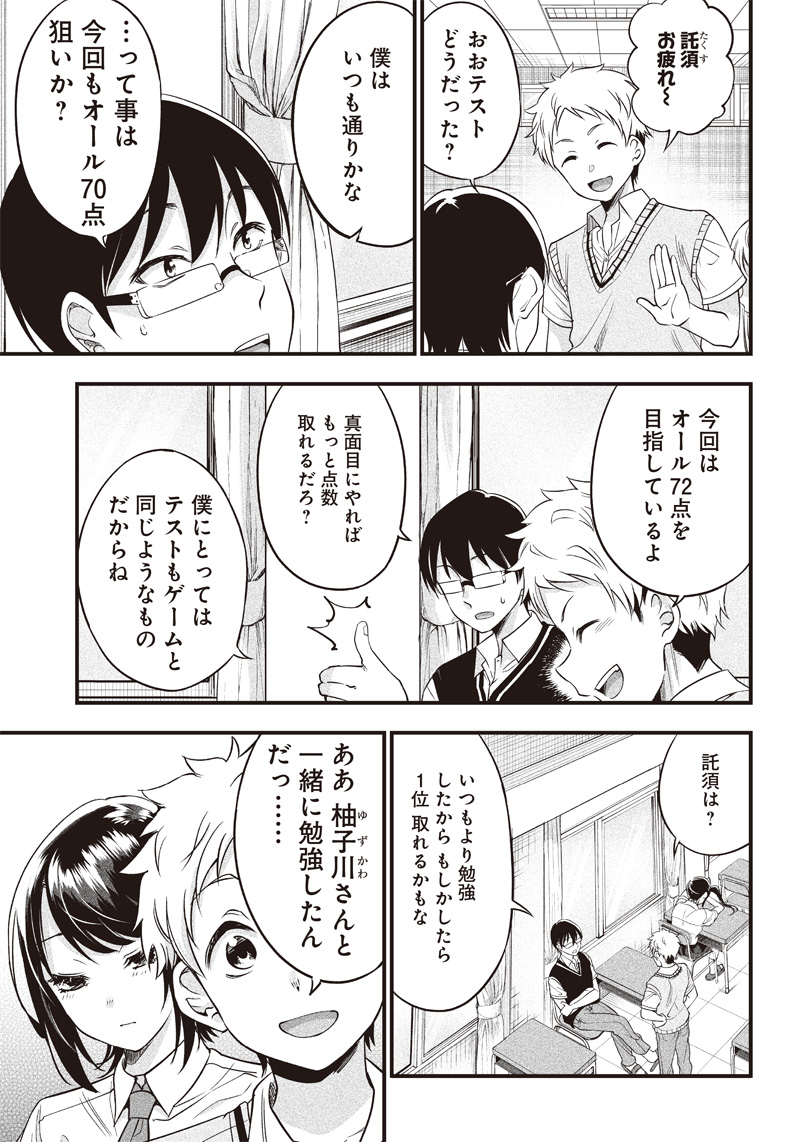 託須
たくす
お疲れ〜
おおテスト
どうだった?
僕は
いつも通りかな
…って事は
今回もオール70点
狙いか?
今回は
オール72点を
目指しているよ
真面目にやれば
もっと点数
取れるだろ?
僕にとっては
テストもゲームと
同じようなもの
だからね
託須は?
いつもより勉強
したから もしかしたら
1位 取れるかもな
ああ 柚子川さんと
ゆずかわ
一緒に勉強したん
だっ……